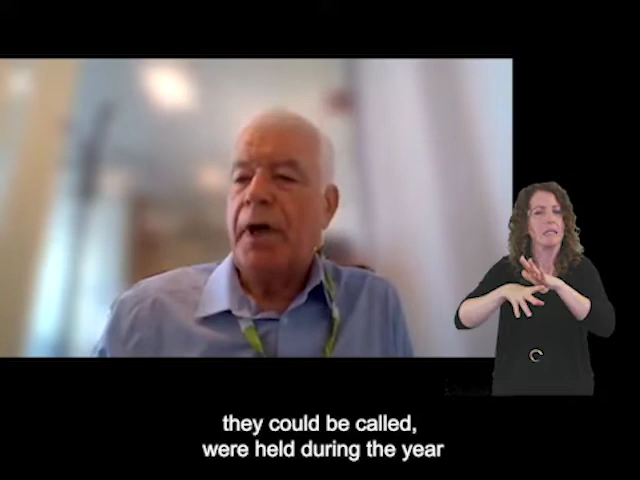 they could be called,
were held during the year